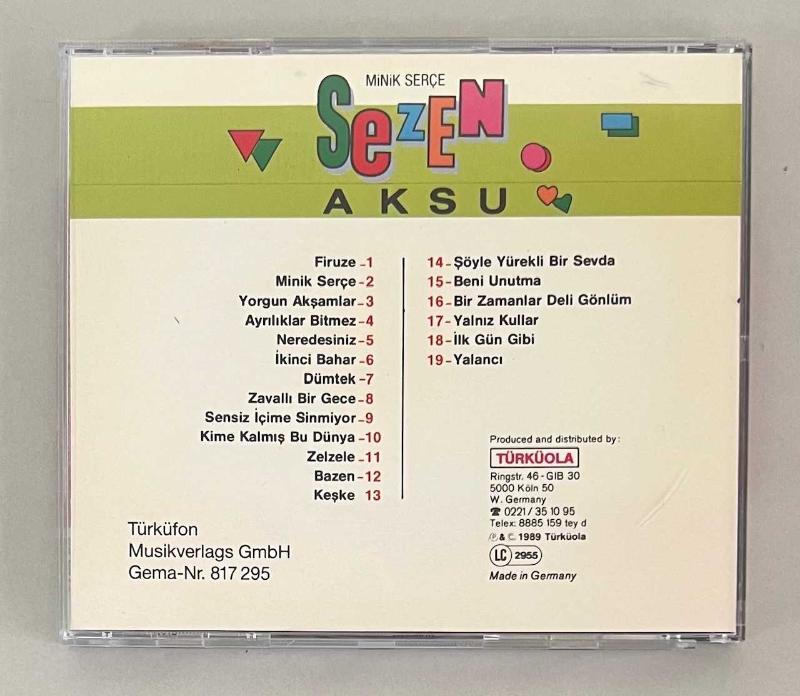 MiNiK SERÇE
SeZEN
AKSU
Firuze -1
Minik Serçe -2
Yorgun Akşamlar -3
Ayrılıklar Bitmez -4
Neredesiniz -5
İkinci Bahar -6
Dümtek -7
Zavallı Bir Gece -8
Sensiz İçime Sinmiyor -9
Kime Kalmış Bu Dünya -10
Zelzele -11
Bazen -12
Keşke 13
14- Şöyle Yürekli Bir Sevda
15- Beni Unutma
16- Bir Zamanlar Deli Gönlüm
17- Yalnız Kullar
18- İlk Gün Gibi
19- Yalancı
Türküfon
Musikverlags GmbH
Gema-Nr. 817 295
Produced and distributed by:
TÜRKÜOLA
Ringstr. 46 - GIB 30
5000 Köln 50
W. Germany
☎ 0221 / 35 10 95
Telex: 8885 159 tey d
Ⓟ & © 1989 Türküola
LC 2955
Made in Germany